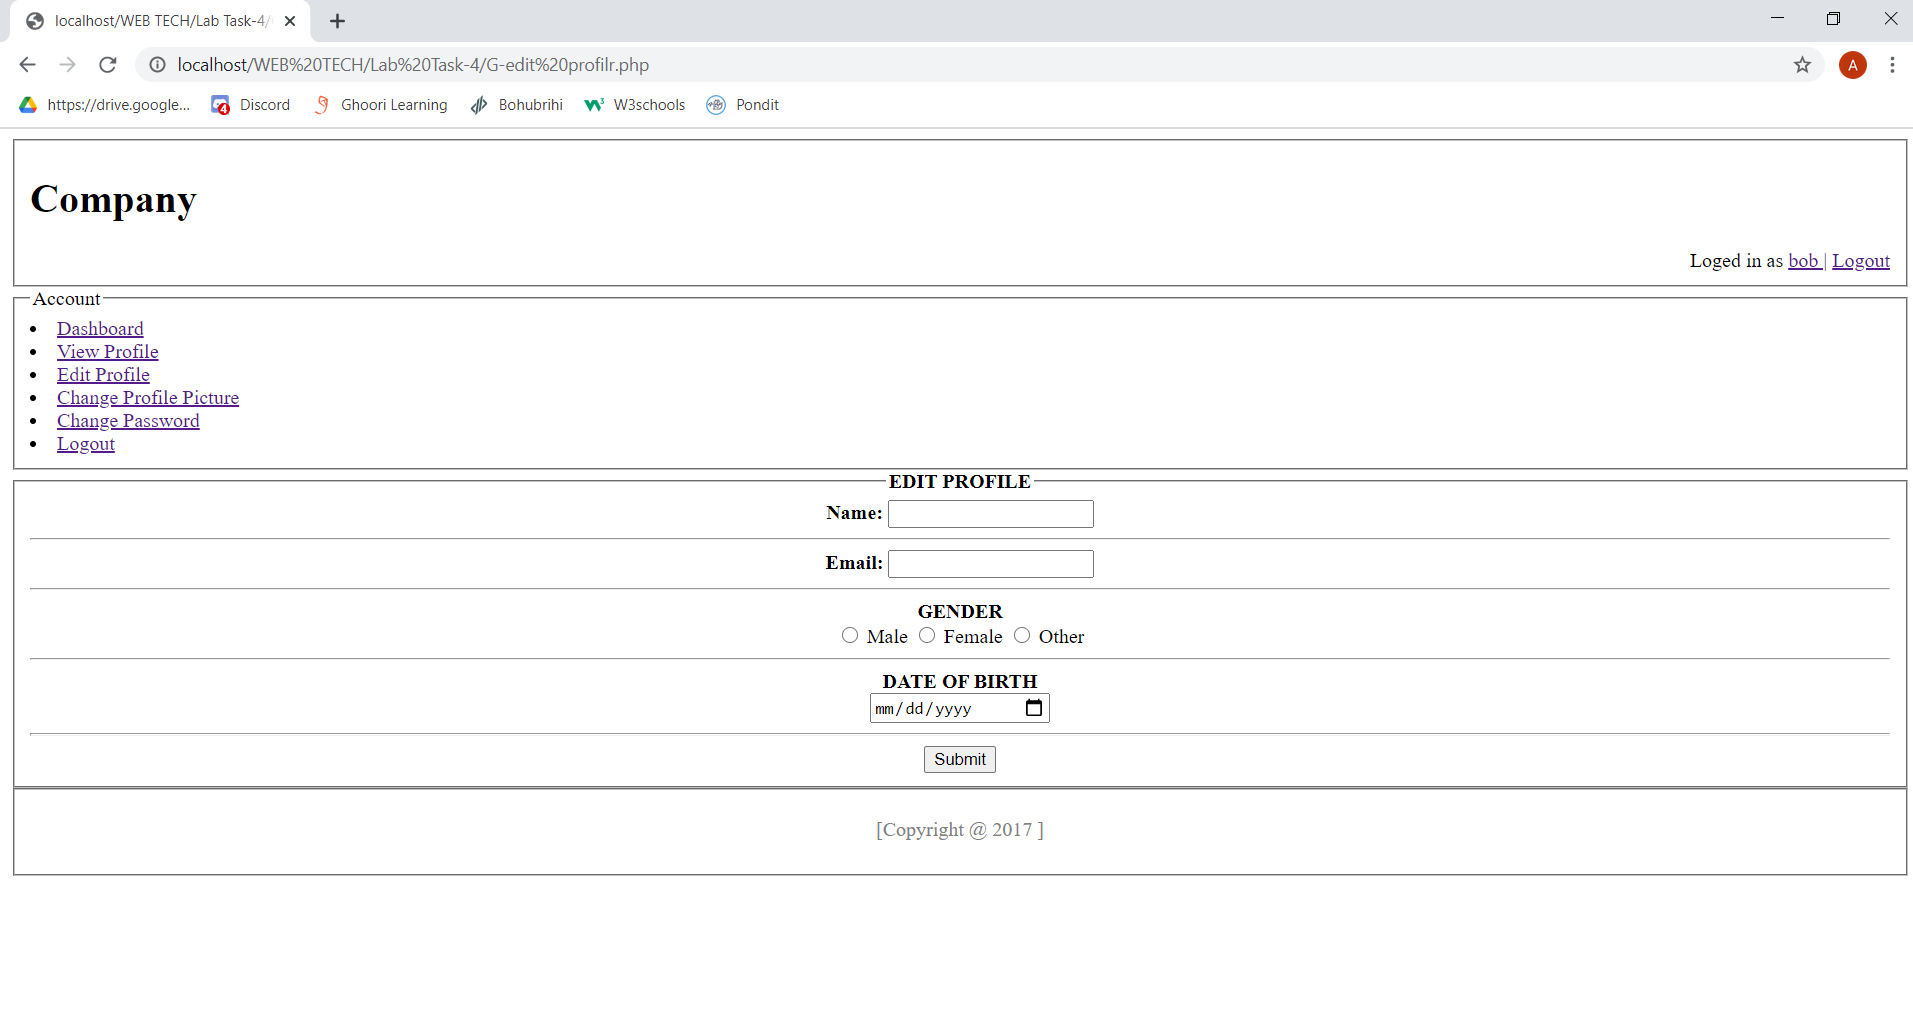 localhost/WEB TECH/Lab Task-4/
localhost/WEB%20TECH/Lab%20Task-4/G-edit%20profilr.php
A
https://drive.google... Discord Ghoori Learning Bohubrihi W3schools Pondit
Company
Loged in as bob | Logout
Account
Dashboard
View Profile
Edit Profile
Change Profile Picture
Change Password
Logout
EDIT PROFILE
Name:
Email:
GENDER
Male Female Other
DATE OF BIRTH
mm/dd/yyyy
Submit
[Copyright @ 2017 ]